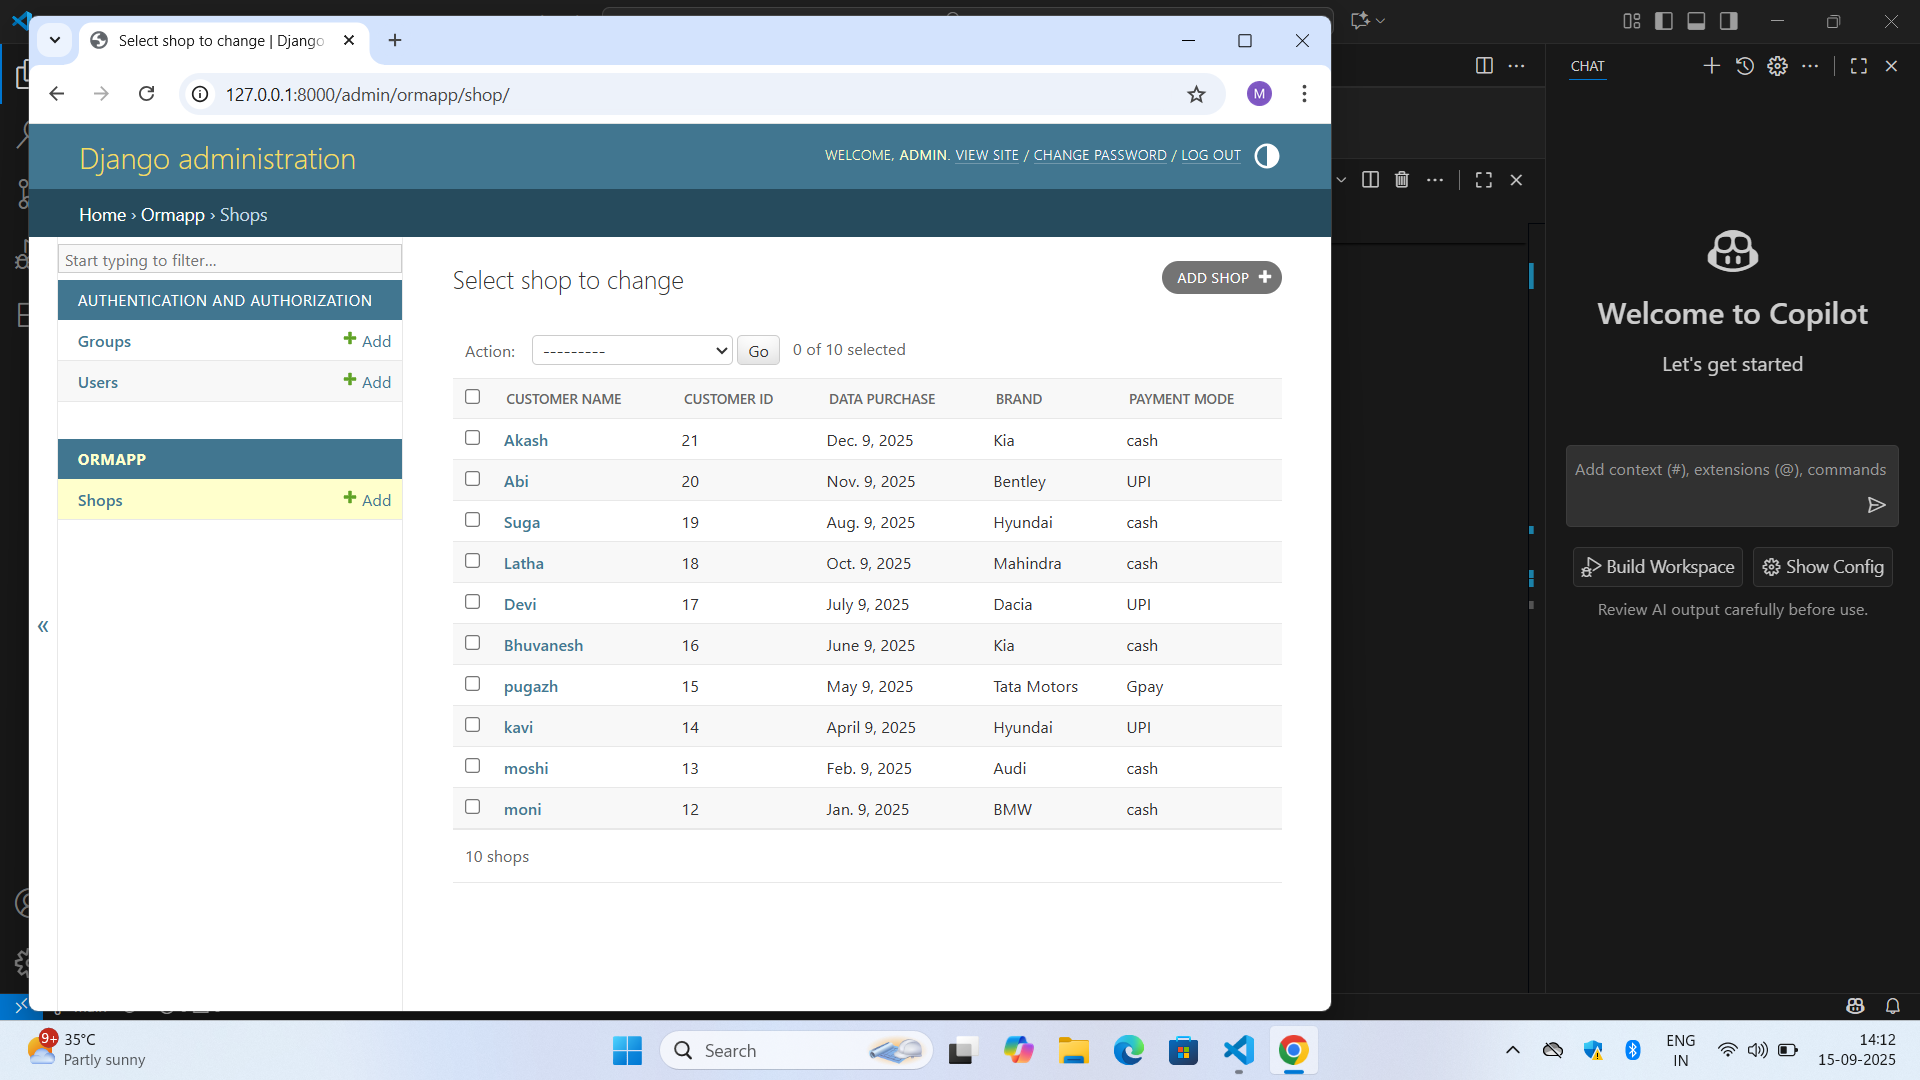 Select shop to change | Django
127.0.0.1:8000/admin/ormapp/shop/
M
Django administration
WELCOME, ADMIN. VIEW SITE / CHANGE PASSWORD / LOG OUT
Home › Ormapp › Shops
Start typing to filter...
AUTHENTICATION AND AUTHORIZATION
Groups + Add
Users + Add
ORMAPP
Shops + Add
«
Select shop to change
ADD SHOP +
Action: --------- Go 0 of 10 selected
CUSTOMER NAME CUSTOMER ID DATA PURCHASE BRAND PAYMENT MODE
Akash 21 Dec. 9, 2025 Kia cash
Abi 20 Nov. 9, 2025 Bentley UPI
Suga 19 Aug. 9, 2025 Hyundai cash
Latha 18 Oct. 9, 2025 Mahindra cash
Devi 17 July 9, 2025 Dacia UPI
Bhuvanesh 16 June 9, 2025 Kia cash
pugazh 15 May 9, 2025 Tata Motors Gpay
kavi 14 April 9, 2025 Hyundai UPI
moshi 13 Feb. 9, 2025 Audi cash
moni 12 Jan. 9, 2025 BMW cash
10 shops
CHAT
Welcome to Copilot
Let's get started
Add context (#), extensions (@), commands
Build Workspace Show Config
Review AI output carefully before use.
9+
35°C
Partly sunny
Search
ENG
IN
14:12
15-09-2025